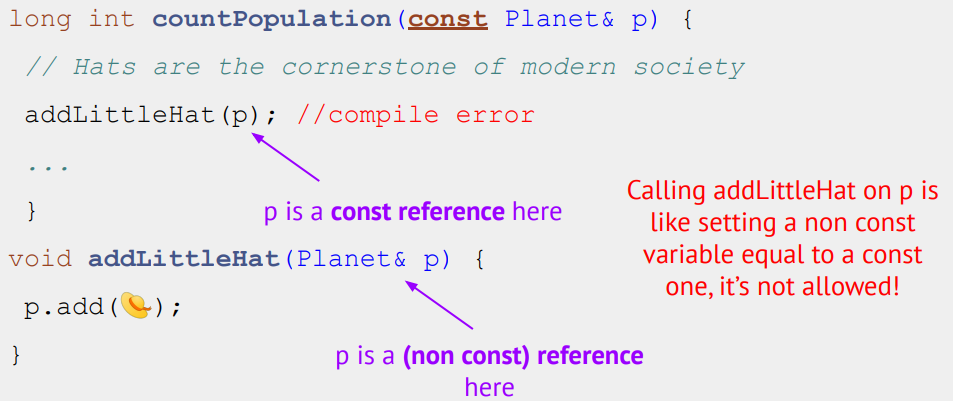 long int countPopulation(const Planet& p) {
// Hats are the cornerstone of modern society
addLittleHat(p); //compile error
...
}
p is a const reference here
Calling addLittleHat on p is
like setting a non const
variable equal to a const
one, it's not allowed!
void addLittleHat(Planet& p) {
p.add(👒);
}
p is a (non const) reference
here